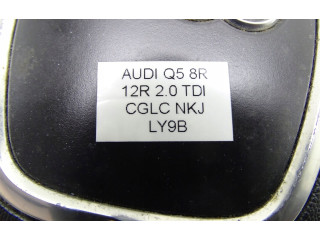 AUDI Q5 8R
12R 2.0 TDI
CGLC NKJ
LY9B